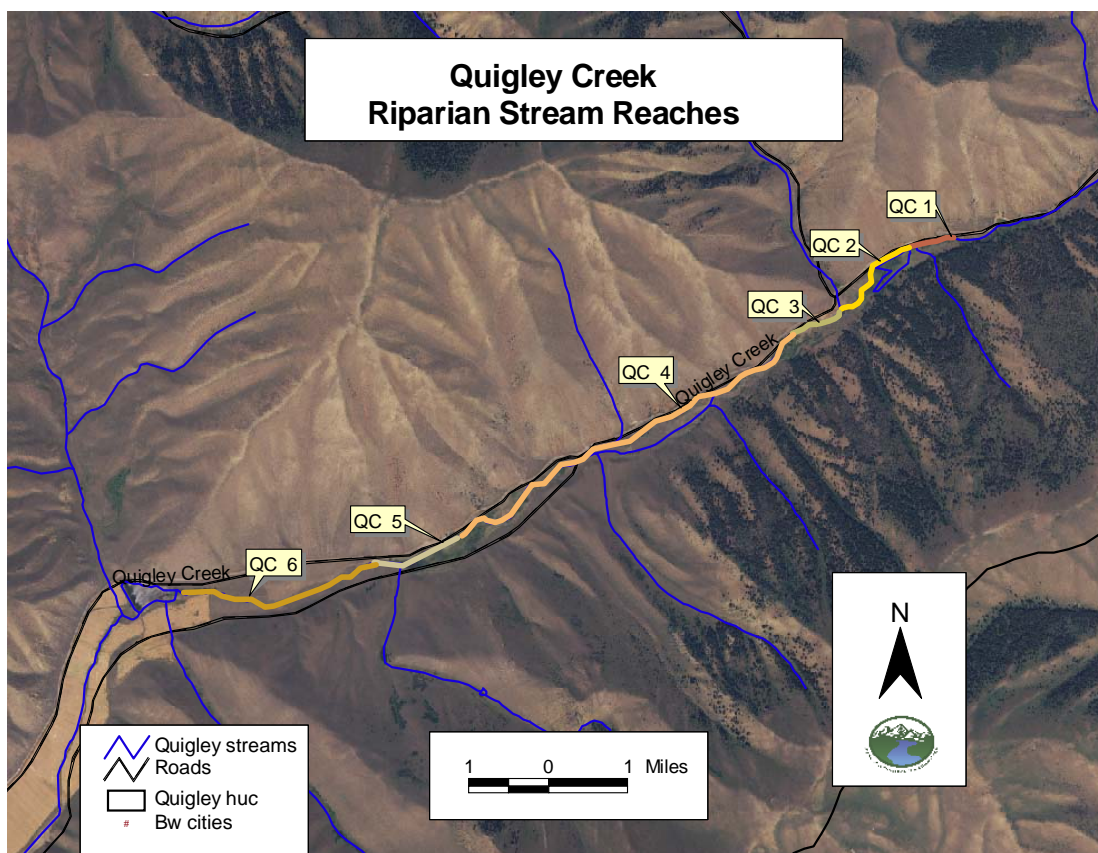 Quigley Creek
Riparian Stream Reaches
QC 1
QC 2
QC 3
Quigley Creek
QC 4
QC 5
Quigley Creek
QC 6
N
Quigley streams
Roads
Quigley huc
# Bw cities
1 0 1 Miles